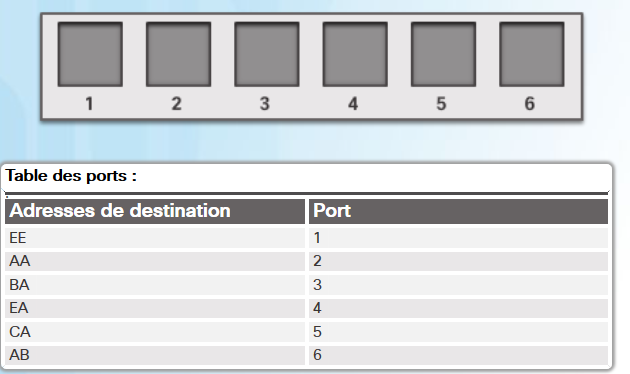 1 2 3 4 5 6
Table des ports :
Adresses de destination Port
EE 1
AA 2
BA 3
EA 4
CA 5
AB 6